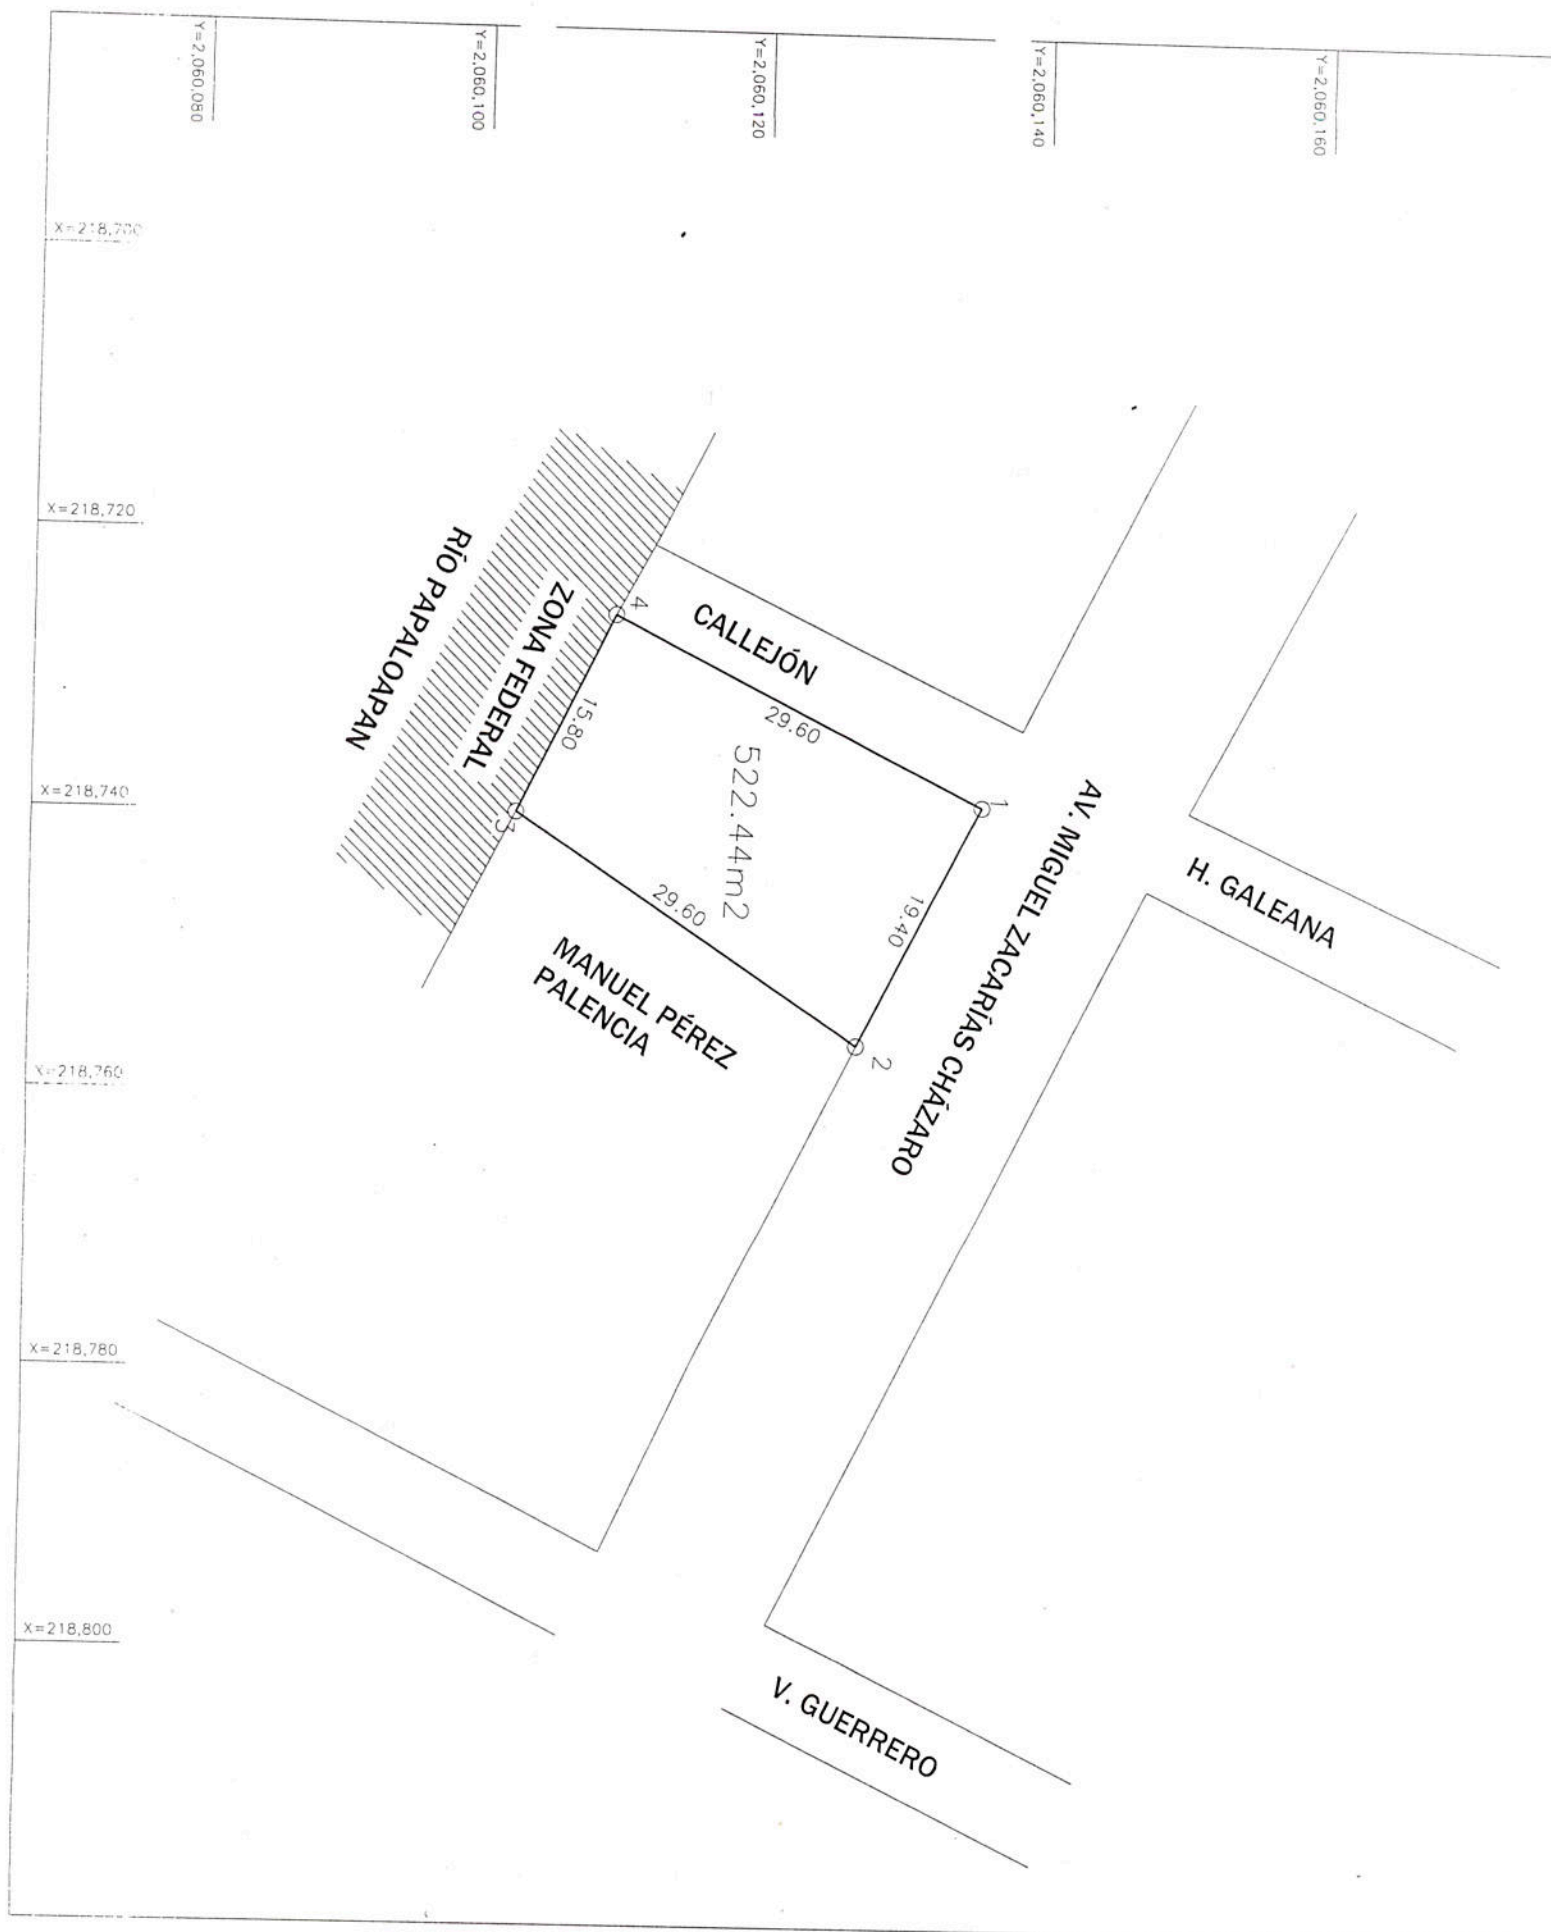 Y=2,060,080
Y=2,060,100
Y=2,060,120
Y=2,060,140
Y=2,060,160
X=218,700
X=218,720
X=218,740
X=218,760
X=218,780
X=218,800
RÍO PAPALOAPAN
ZONA FEDERAL
CALLEJÓN
4
1
3
2
15.80
29.60
19.40
29.60
522.44m2
MANUEL PÉREZ
PALENCIA
AV. MIGUEL ZACARÍAS CHÁZARO
H. GALEANA
V. GUERRERO